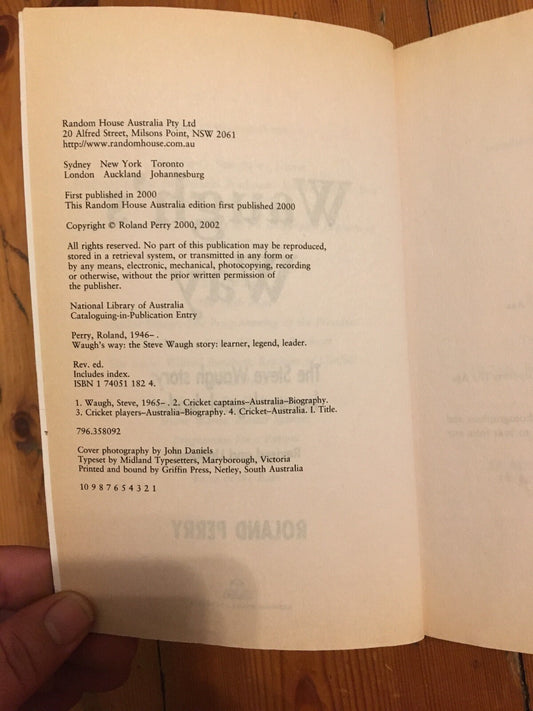 Random House Australia Pty Ltd
20 Alfred Street, Milsons Point, NSW 2061
http://www.randomhouse.com.au
Sydney New York Toronto
London Auckland Johannesburg
First published in 2000
This Random House Australia edition first published 2000
Copyright © Roland Perry 2000, 2002
All rights reserved. No part of this publication may be reproduced,
stored in a retrieval system, or transmitted in any form or
by any means, electronic, mechanical, photocopying, recording
or otherwise, without the prior written permission of
the publisher.
National Library of Australia
Cataloguing-in-Publication Entry
Perry, Roland, 1946– .
Waugh's way: the Steve Waugh story: learner, legend, leader.
Rev. ed.
Includes index.
ISBN 1 74051 182 4.
1. Waugh, Steve, 1965– . 2. Cricket captains–Australia–Biography.
3. Cricket players–Australia–Biography. 4. Cricket–Australia. I. Title.
796.358092
Cover photography by John Daniels
Typeset by Midland Typesetters, Maryborough, Victoria
Printed and bound by Griffin Press, Netley, South Australia
10 9 8 7 6 5 4 3 2 1
Waugh's
Way
The Steve Waugh story
ROLAND PERRY